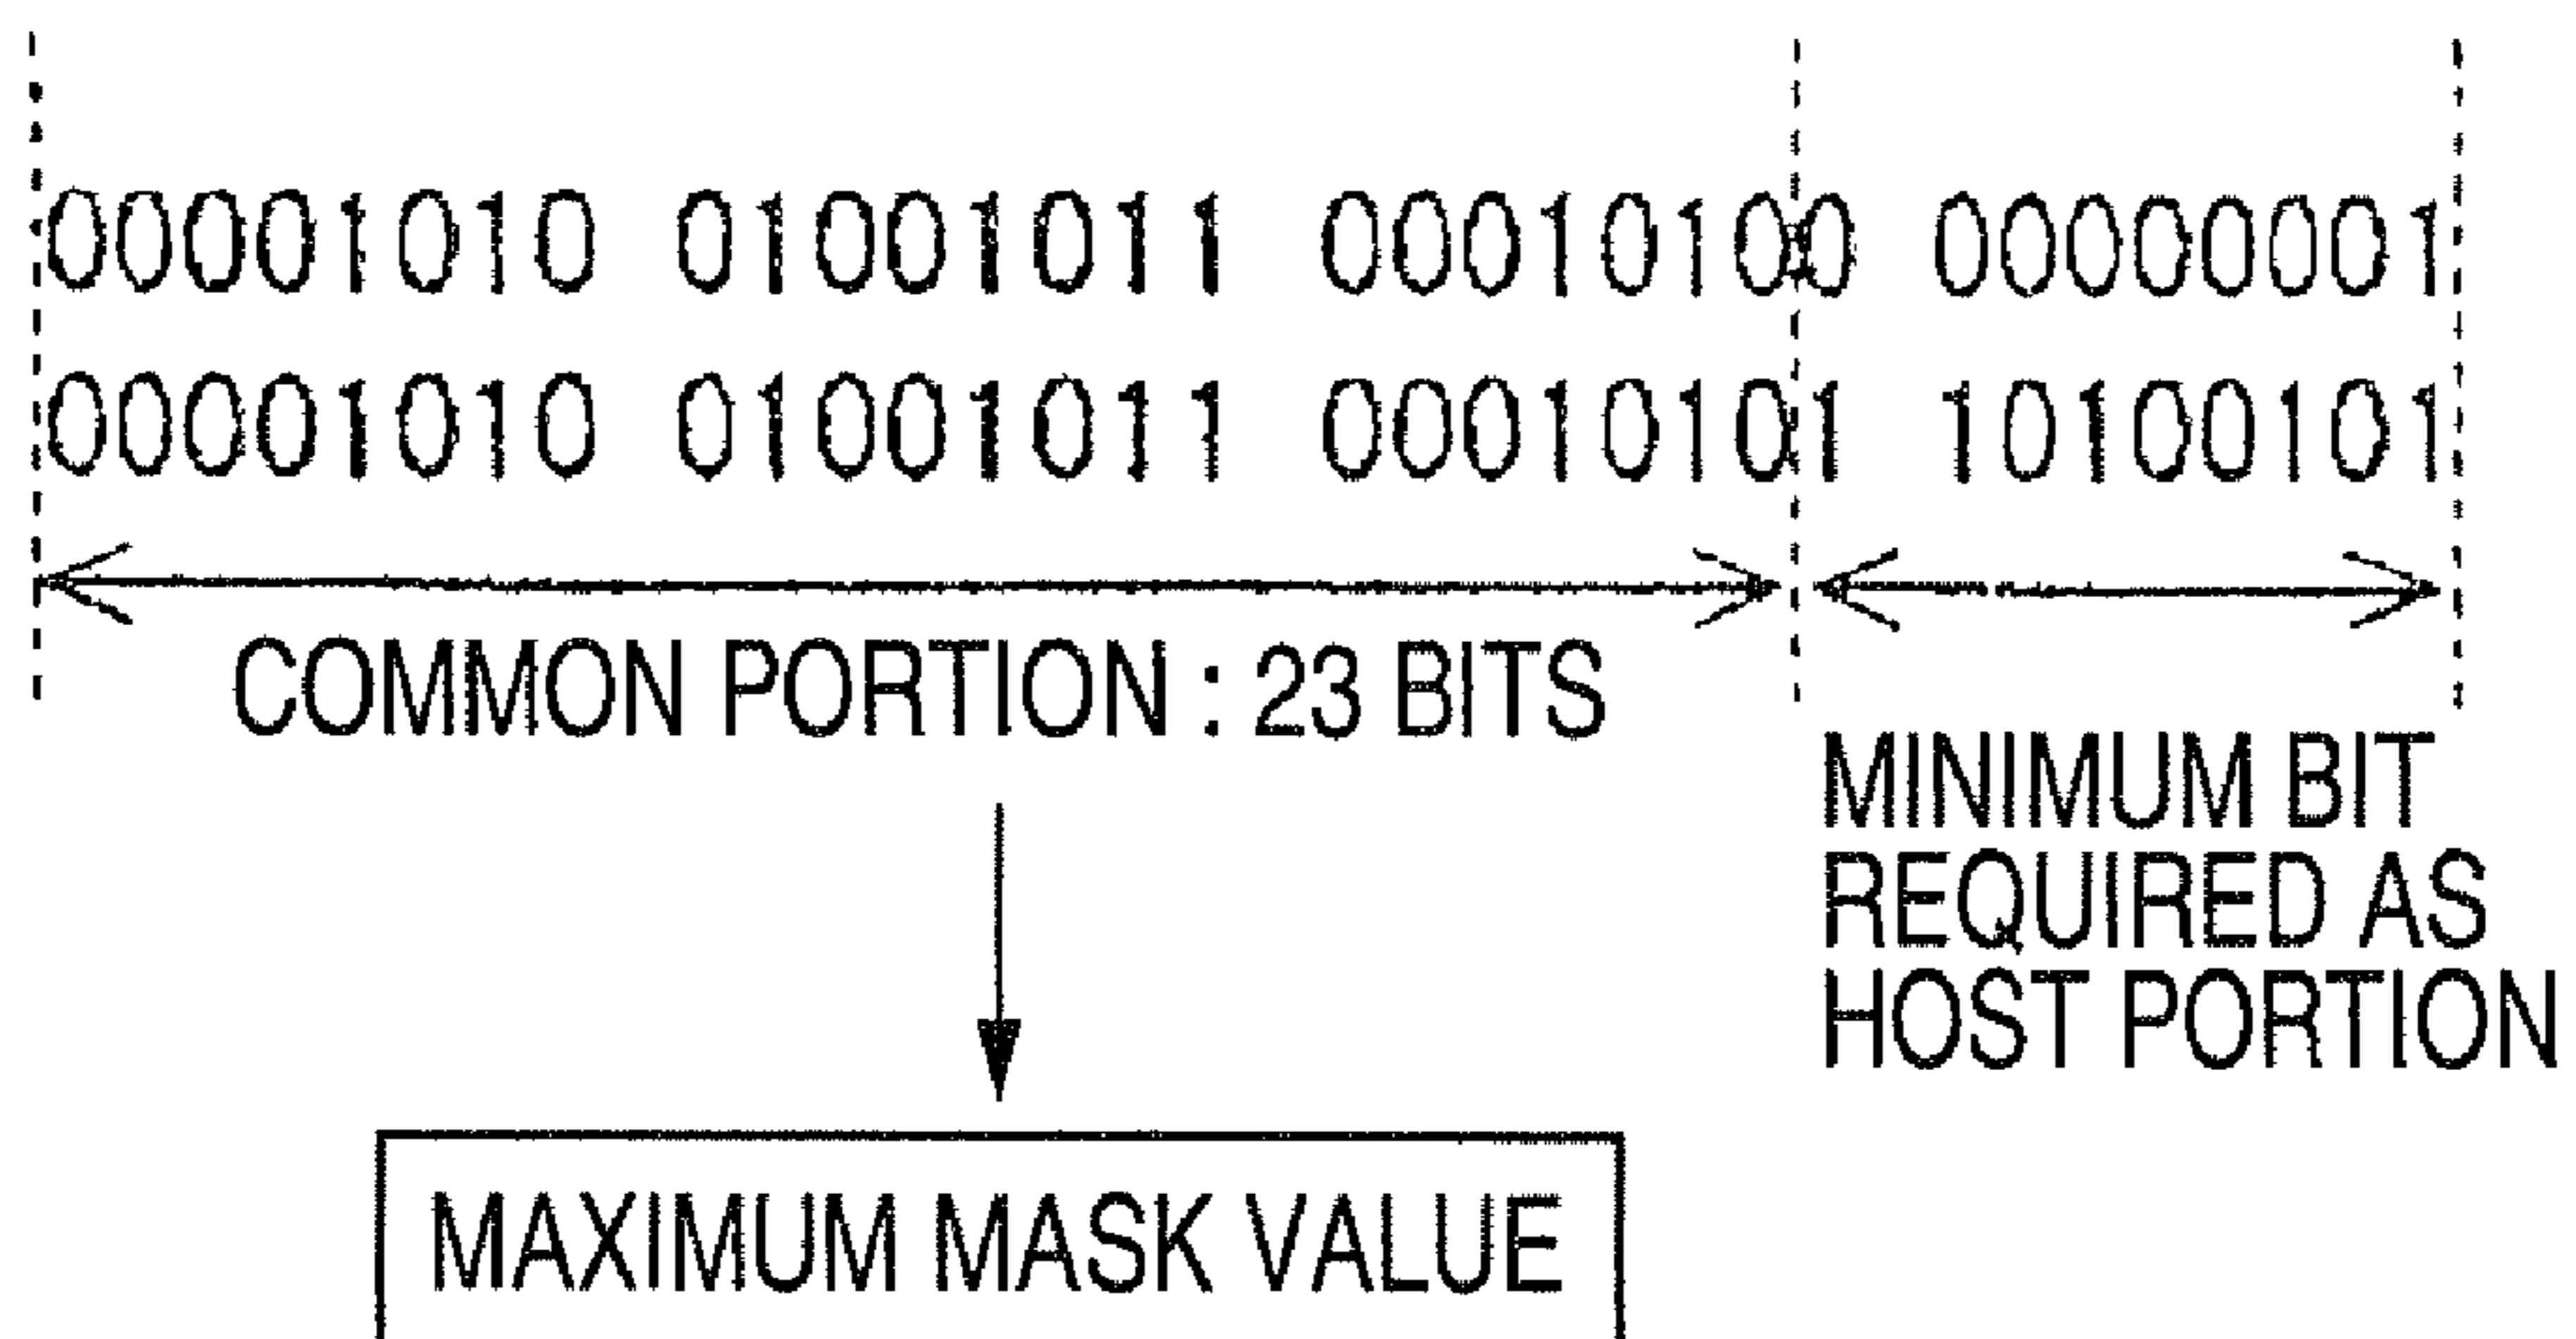 00001010 01001011 00010100 00000001
00001010 01001011 00010101 10100101
COMMON PORTION : 23 BITS
MINIMUM BIT
REQUIRED AS
HOST PORTION
MAXIMUM MASK VALUE